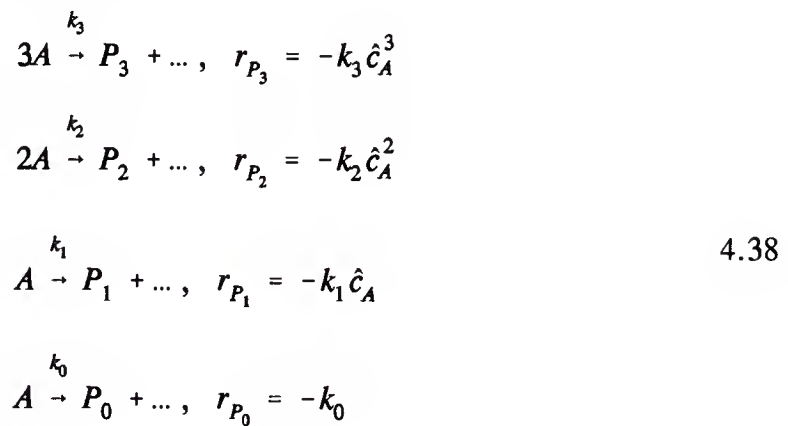 3A →^{k₃} P₃ + ... , r_{P₃} = -k₃ĉ_A³
2A →^{k₂} P₂ + ... , r_{P₂} = -k₂ĉ_A²
A →^{k₁} P₁ + ... , r_{P₁} = -k₁ĉ_A
4.38
A →^{k₀} P₀ + ... , r_{P₀} = -k₀